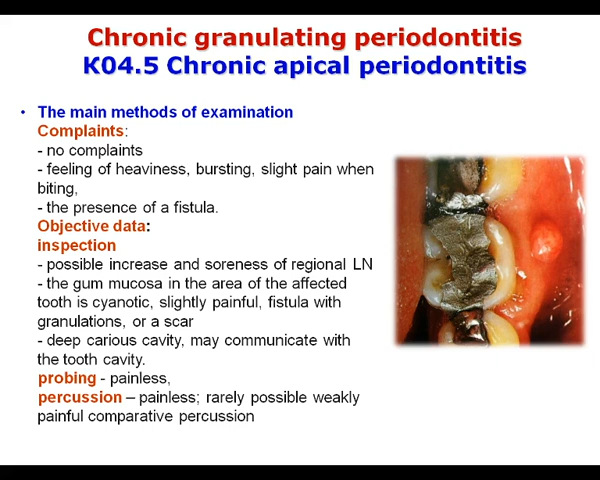 Chronic granulating periodontitis
K04.5 Chronic apical periodontitis
• The main methods of examination
Complaints:
- no complaints
- feeling of heaviness, bursting, slight pain when
biting,
- the presence of a fistula.
Objective data:
inspection
- possible increase and soreness of regional LN
- the gum mucosa in the area of the affected
tooth is cyanotic, slightly painful, fistula with
granulations, or a scar
- deep carious cavity, may communicate with
the tooth cavity.
probing - painless,
percussion – painless; rarely possible weakly
painful comparative percussion